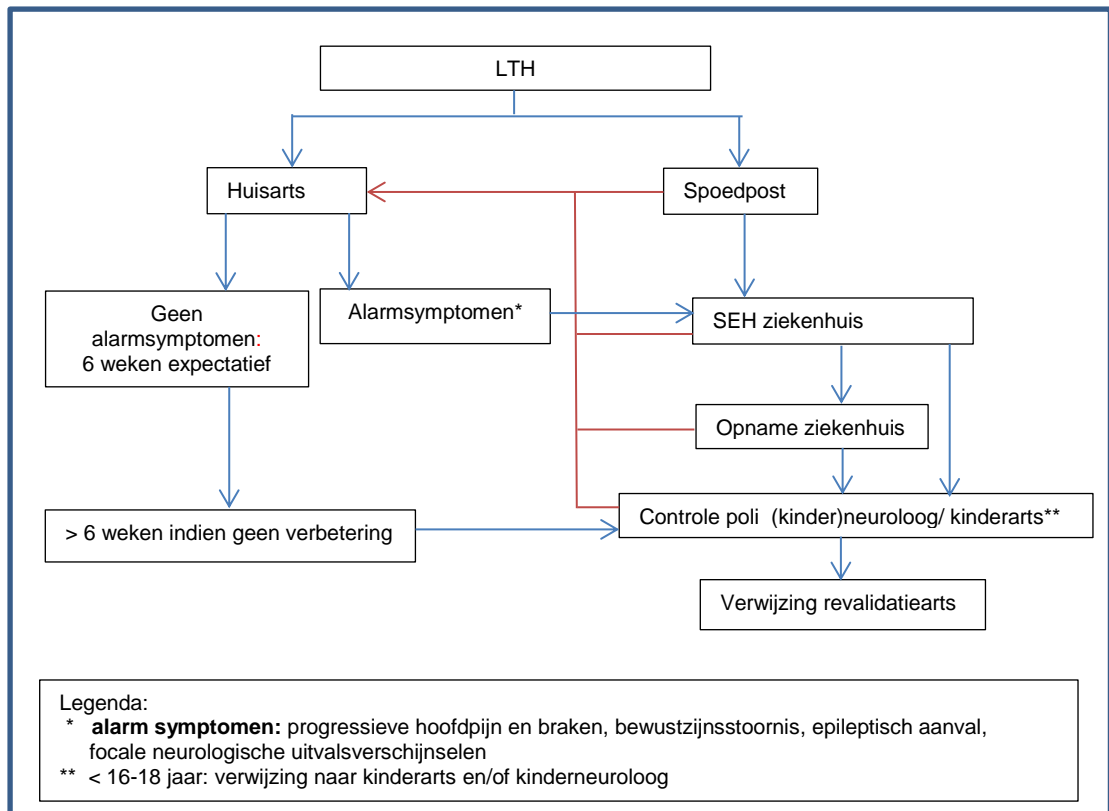 LTH
Huisarts
Spoedpost
Geen
alarmsymptomen:
6 weken expectatief
Alarmsymptomen*
SEH ziekenhuis
Opname ziekenhuis
> 6 weken indien geen verbetering
Controle poli (kinder)neuroloog/ kinderarts**
Verwijzing revalidatiearts
Legenda:
* alarm symptomen: progressieve hoofdpijn en braken, bewustzijnsstoornis, epileptisch aanval,
focale neurologische uitvalsverschijnselen
** < 16-18 jaar: verwijzing naar kinderarts en/of kinderneuroloog